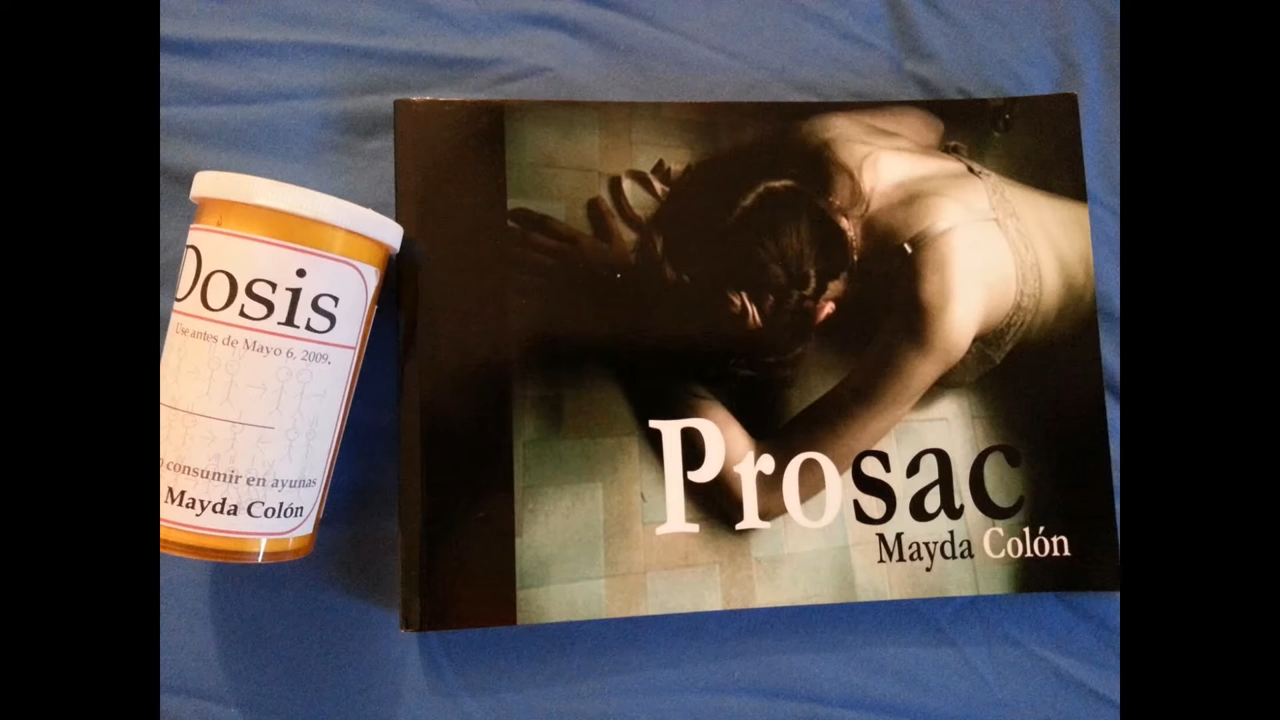 Dosis
Use antes de Mayo 6, 2009.
consumir en ayunas
Mayda Colón
Prosac
Mayda Colón